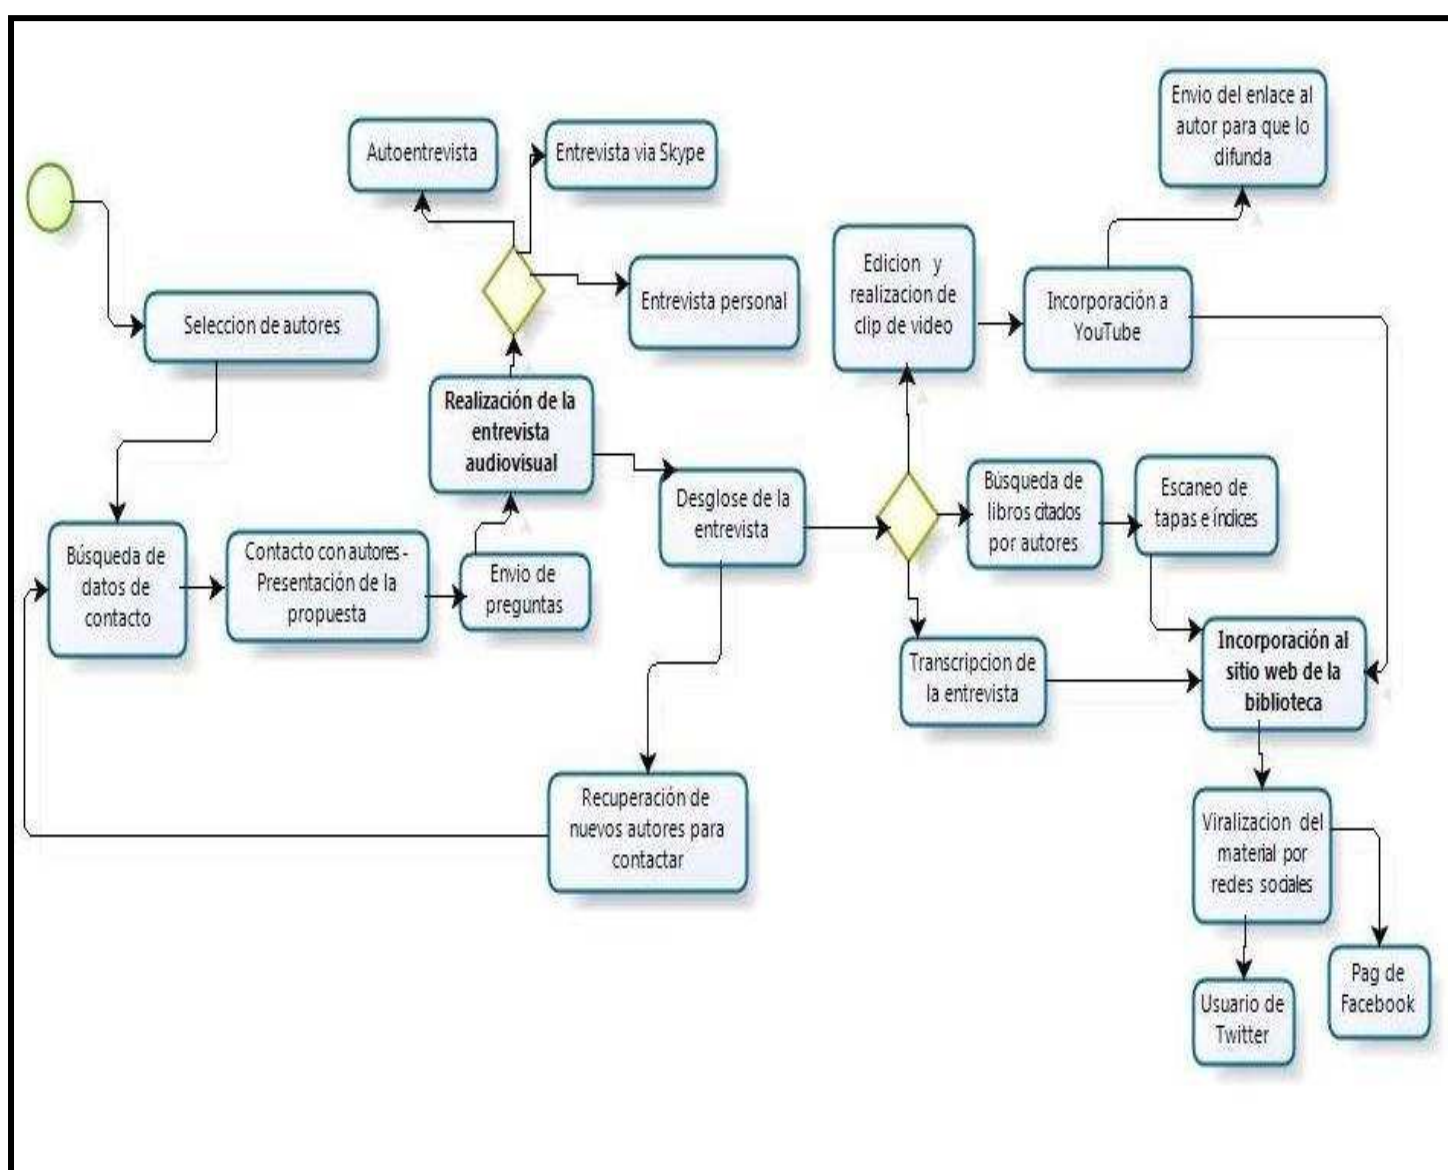 Seleccion de autores
Búsqueda de
datos de
contacto
Contacto con autores -
Presentación de la
propuesta
Envio de
preguntas
Realización de la
entrevista
audiovisual
Autoentrevista
Entrevista via Skype
Entrevista personal
Desglose de la
entrevista
Recuperación de
nuevos autores para
contactar
Edicion y
realizacion de
clip de video
Incorporación a
YouTube
Envio del enlace al
autor para que lo
difunda
Búsqueda de
libros citados
por autores
Escaneo de
tapas e índices
Transcripcion de
la entrevista
Incorporación al
sitio web de la
biblioteca
Viralizacion del
material por
redes sociales
Usuario de
Twitter
Pag de
Facebook